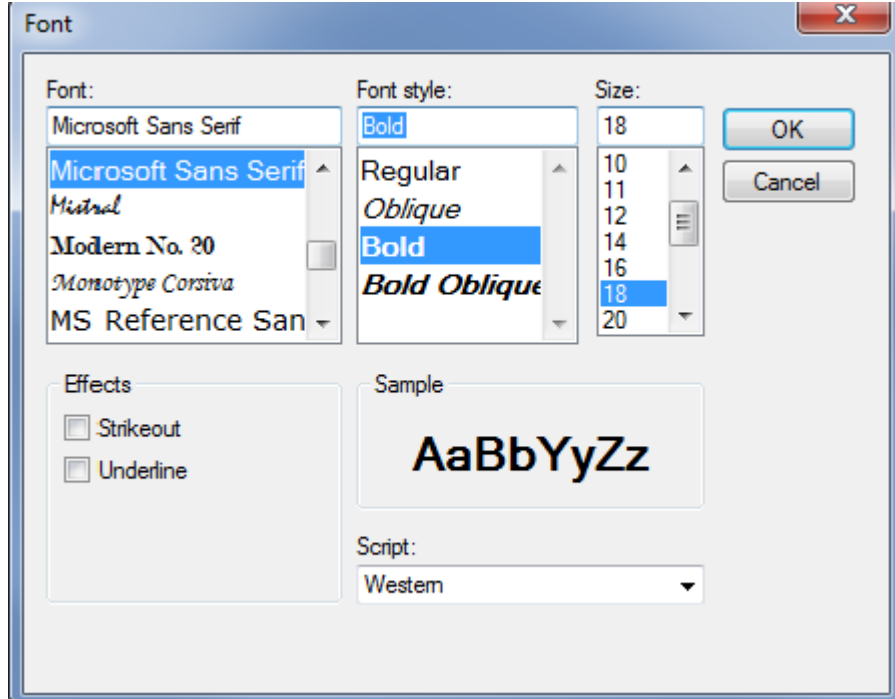 Font
Font:
Font style:
Size:
Microsoft Sans Serif
Bold
18
OK
Cancel
Microsoft Sans Serif
Mistral
Modern No. 20
Monotype Corsiva
MS Reference San
Regular
Oblique
Bold
Bold Oblique
10
11
12
14
16
18
20
Effects
Strikeout
Underline
Sample
AaBbYyZz
Script:
Western